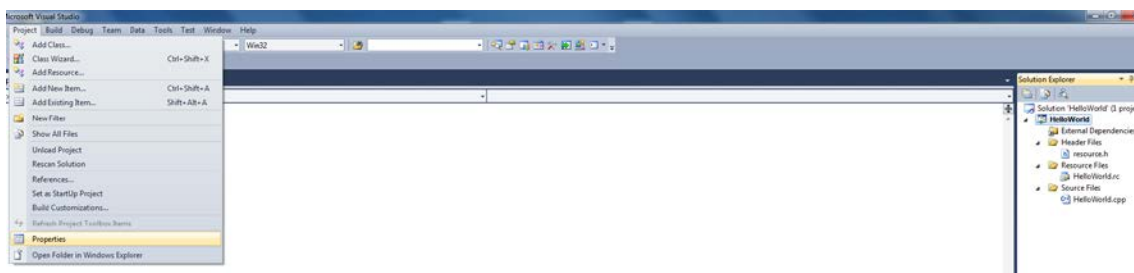 Microsoft Visual Studio
Project Build Debug Team Data Tools Test Window Help
Add Class...
Win32
Class Wizard... Ctrl+Shift+X
Add Resource...
Add New Item... Ctrl+Shift+A
Add Existing Item... Shift+Alt+A
New Filter
Show All Files
Unload Project
Rescan Solution
References...
Set as StartUp Project
Build Customizations...
Refresh Project Toolbox Items
Properties
Open Folder in Windows Explorer
Solution Explorer
Solution 'HelloWorld' (1 proje
HelloWorld
External Dependencie
Header Files
resource.h
Resource Files
HelloWorld.rc
Source Files
HelloWorld.cpp